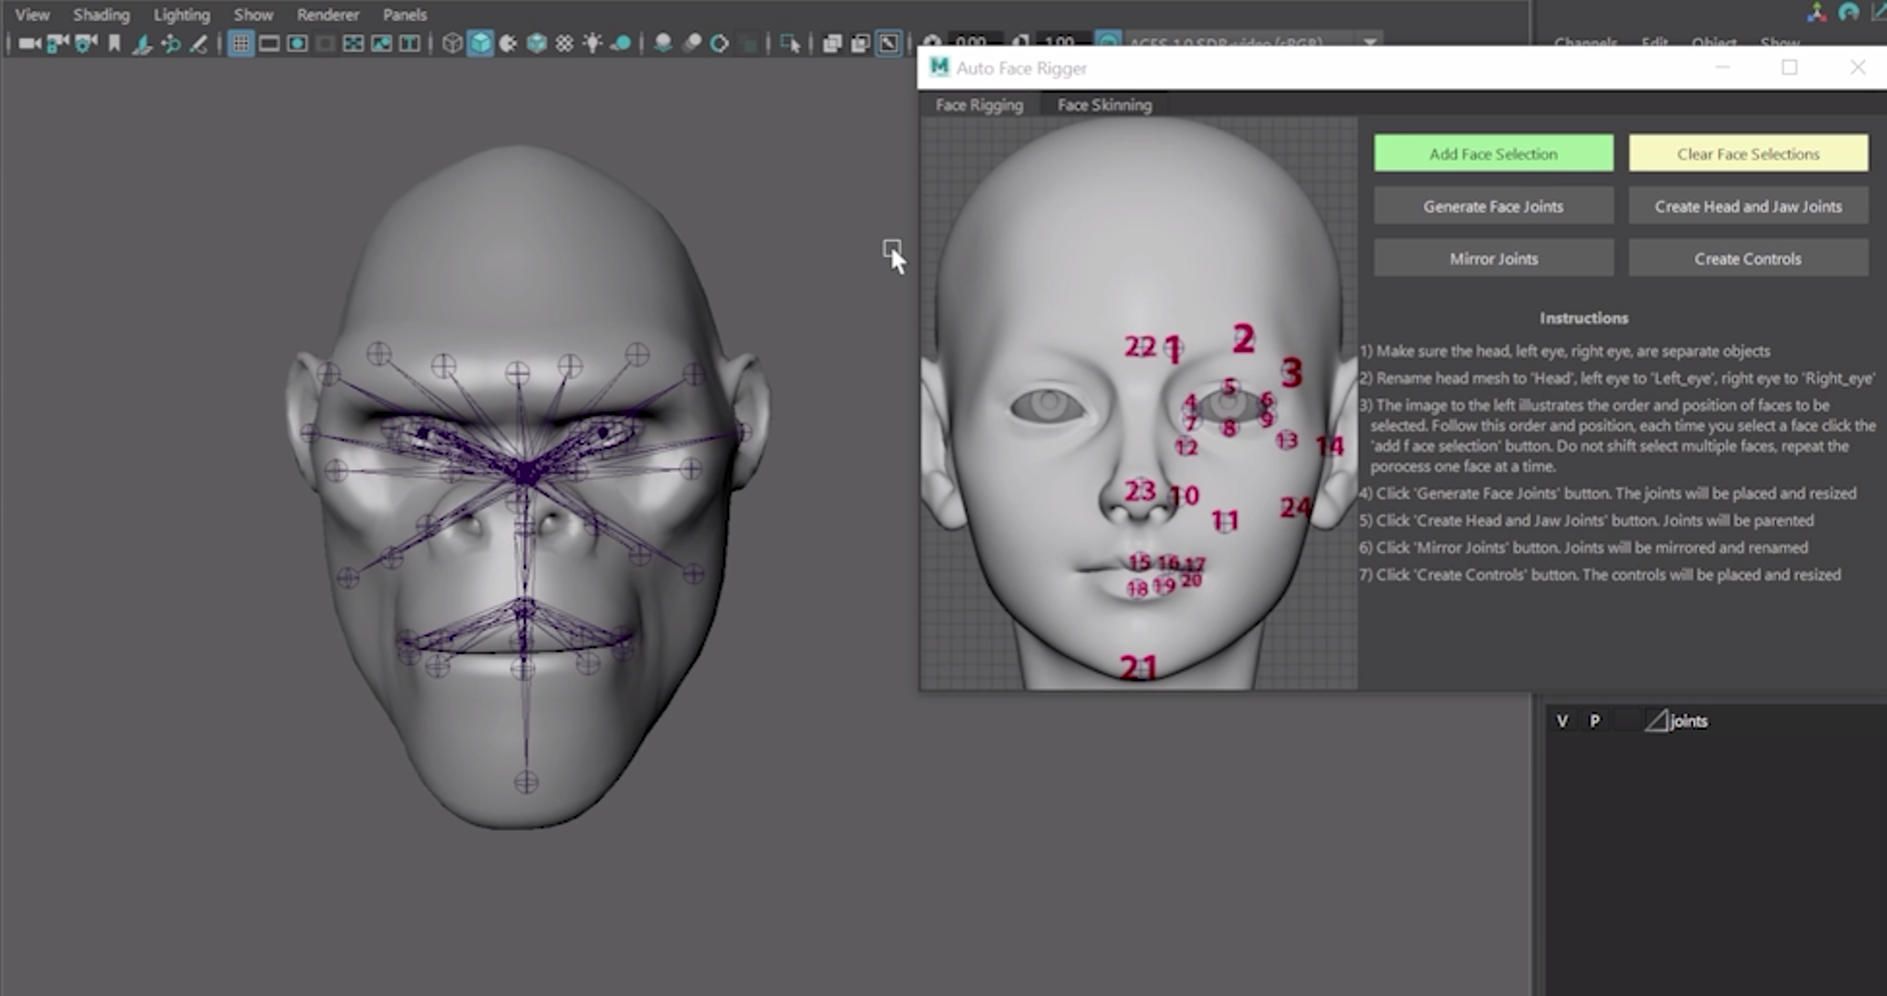 View Shading Lighting Show Renderer Panels
0.00 1.00 ACES 1.0 SDR-video (sRGB)
Channels Edit Object Show
Auto Face Rigger
Face Rigging Face Skinning
Add Face Selection Clear Face Selections
Generate Face Joints Create Head and Jaw Joints
Mirror Joints Create Controls
Instructions
1) Make sure the head, left eye, right eye, are separate objects
2) Rename head mesh to 'Head', left eye to 'Left_eye', right eye to 'Right_eye'
3) The image to the left illustrates the order and position of faces to be
selected. Follow this order and position, each time you select a face click the
'add f ace selection' button. Do not shift select multiple faces, repeat the
porocess one face at a time.
4) Click 'Generate Face Joints' button. The joints will be placed and resized
5) Click 'Create Head and Jaw Joints' button. Joints will be parented
6) Click 'Mirror Joints' button. Joints will be mirrored and renamed
7) Click 'Create Controls' button. The controls will be placed and resized
22 1 2
3
5
4 6
7 8 9
12 13 14
23 10
24
11
15 16 17
18 19 20
21
V P joints